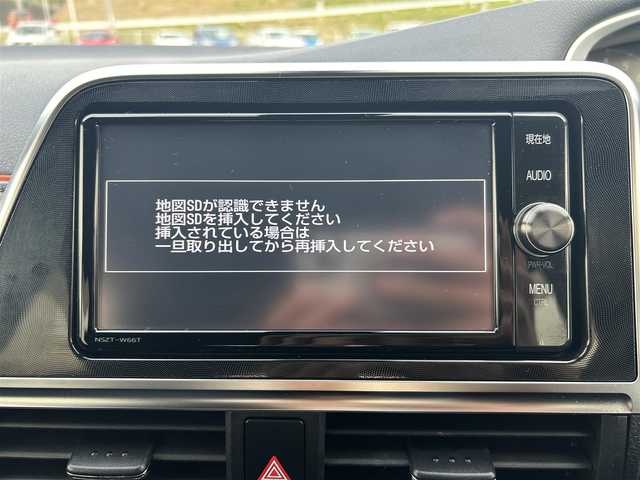 地図SDが認識できません
地図SDを挿入してください
挿入されている場合は
一旦取り出してから再挿入してください
現在地
AUDIO
PWR•VOL
MENU
CTRL
NSZT-W66T